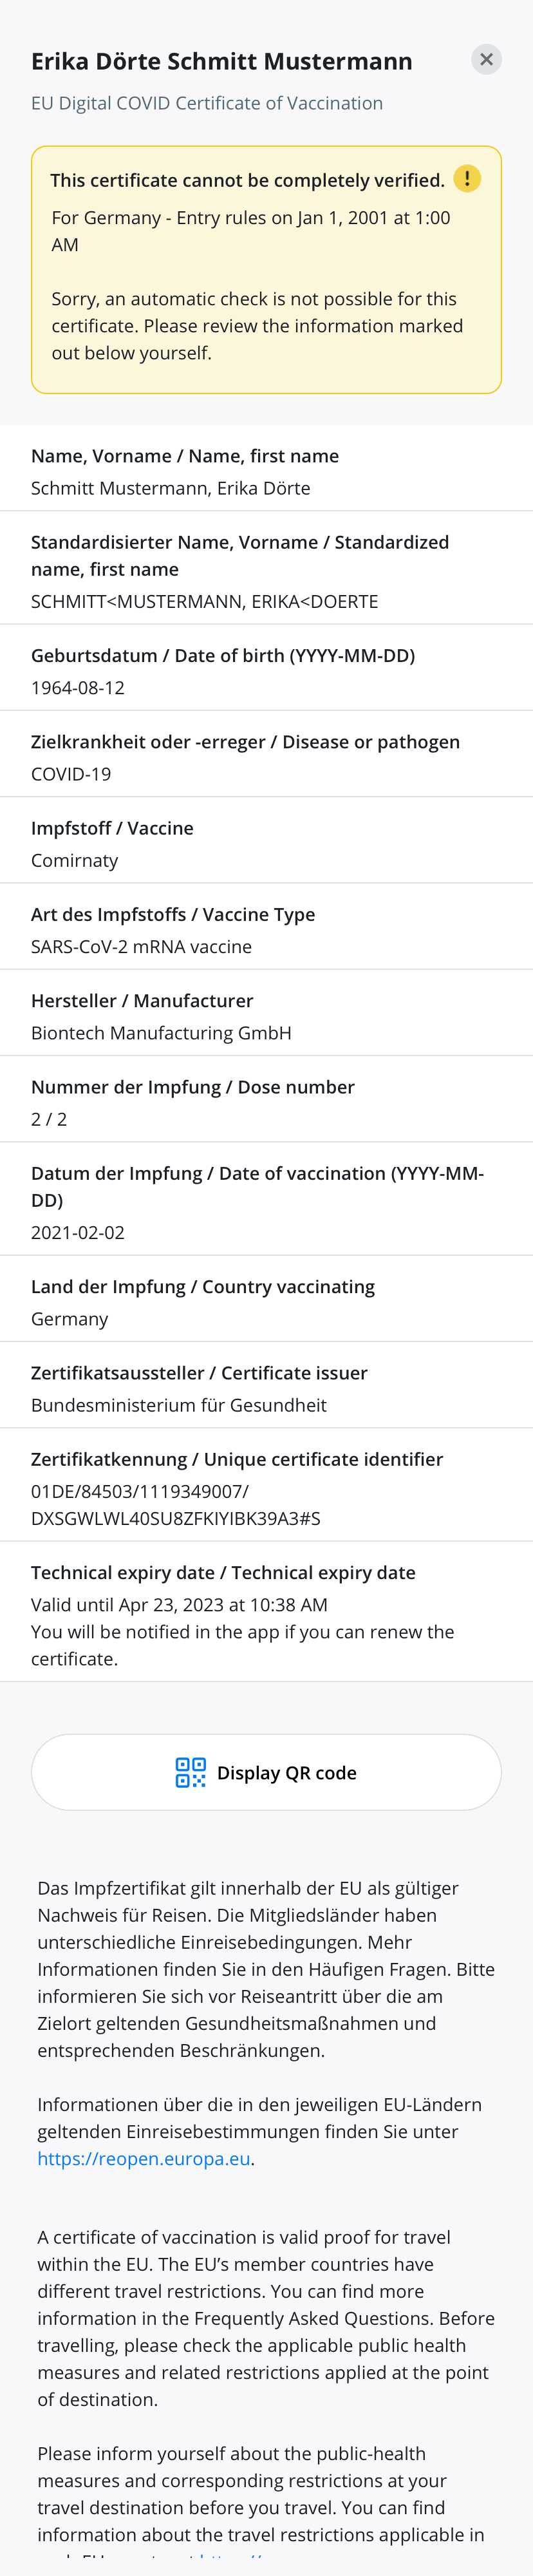 Erika Dörte Schmitt Mustermann
EU Digital COVID Certificate of Vaccination
This certificate cannot be completely verified.
For Germany - Entry rules on Jan 1, 2001 at 1:00
AM
Sorry, an automatic check is not possible for this
certificate. Please review the information marked
out below yourself.
Name, Vorname / Name, first name
Schmitt Mustermann, Erika Dörte
Standardisierter Name, Vorname / Standardized
name, first name
SCHMITT<MUSTERMANN, ERIKA<DOERTE
Geburtsdatum / Date of birth (YYYY-MM-DD)
1964-08-12
Zielkrankheit oder -erreger / Disease or pathogen
COVID-19
Impfstoff / Vaccine
Comirnaty
Art des Impfstoffs / Vaccine Type
SARS-CoV-2 mRNA vaccine
Hersteller / Manufacturer
Biontech Manufacturing GmbH
Nummer der Impfung / Dose number
2 / 2
Datum der Impfung / Date of vaccination (YYYY-MM-
DD)
2021-02-02
Land der Impfung / Country vaccinating
Germany
Zertifikatsaussteller / Certificate issuer
Bundesministerium für Gesundheit
Zertifikatkennung / Unique certificate identifier
01DE/84503/1119349007/
DXSGWLWL40SU8ZFKIYIBK39A3#S
Technical expiry date / Technical expiry date
Valid until Apr 23, 2023 at 10:38 AM
You will be notified in the app if you can renew the
certificate.
Display QR code
Das Impfzertifikat gilt innerhalb der EU als gültiger
Nachweis für Reisen. Die Mitgliedsländer haben
unterschiedliche Einreisebedingungen. Mehr
Informationen finden Sie in den Häufigen Fragen. Bitte
informieren Sie sich vor Reiseantritt über die am
Zielort geltenden Gesundheitsmaßnahmen und
entsprechenden Beschränkungen.
Informationen über die in den jeweiligen EU-Ländern
geltenden Einreisebestimmungen finden Sie unter
https://reopen.europa.eu.
A certificate of vaccination is valid proof for travel
within the EU. The EU’s member countries have
different travel restrictions. You can find more
information in the Frequently Asked Questions. Before
travelling, please check the applicable public health
measures and related restrictions applied at the point
of destination.
Please inform yourself about the public-health
measures and corresponding restrictions at your
travel destination before you travel. You can find
information about the travel restrictions applicable in